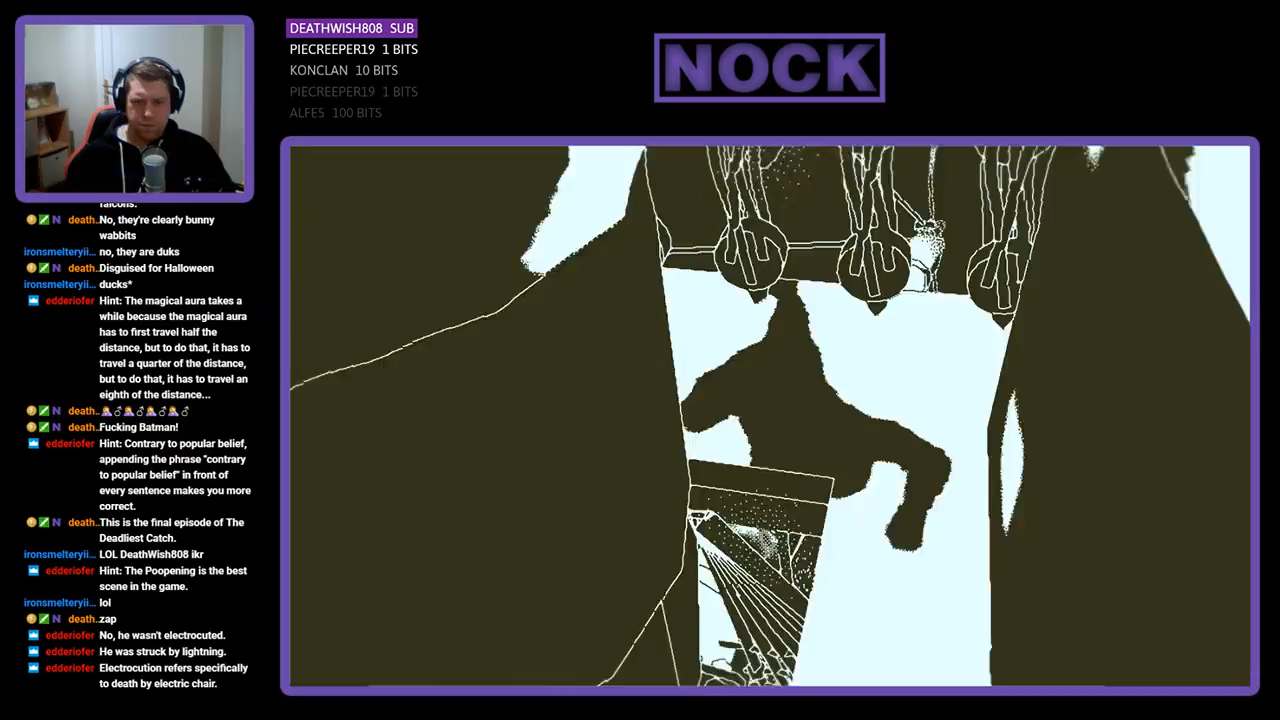 DEATHWISH808 SUB
PIECREEPER19 1 BITS
KONCLAN 10 BITS
PIECREEPER19 1 BITS
ALFE5 100 BITS
NOCK
falcons.
death.. No, they're clearly bunny
wabbits
ironsmelteryii... no, they are duks
death.. Disguised for Halloween
ironsmelteryii... ducks*
edderiofer Hint: The magical aura takes a
while because the magical aura
has to first travel half the
distance, but to do that, it has to
travel a quarter of the distance,
but to do that, it has to travel an
eighth of the distance...
death..
death.. Fucking Batman!
edderiofer Hint: Contrary to popular belief,
appending the phrase "contrary
to popular belief" in front of
every sentence makes you more
correct.
death.. This is the final episode of The
Deadliest Catch.
ironsmelteryii... LOL DeathWish808 ikr
edderiofer Hint: The Poopening is the best
scene in the game.
ironsmelteryii... lol
death.. zap
edderiofer No, he wasn't electrocuted.
edderiofer He was struck by lightning.
edderiofer Electrocution refers specifically
to death by electric chair.